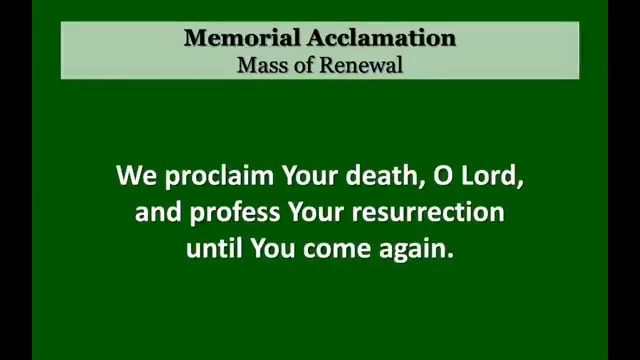 Memorial Acclamation
Mass of Renewal
We proclaim Your death, O Lord,
and profess Your resurrection
until You come again.